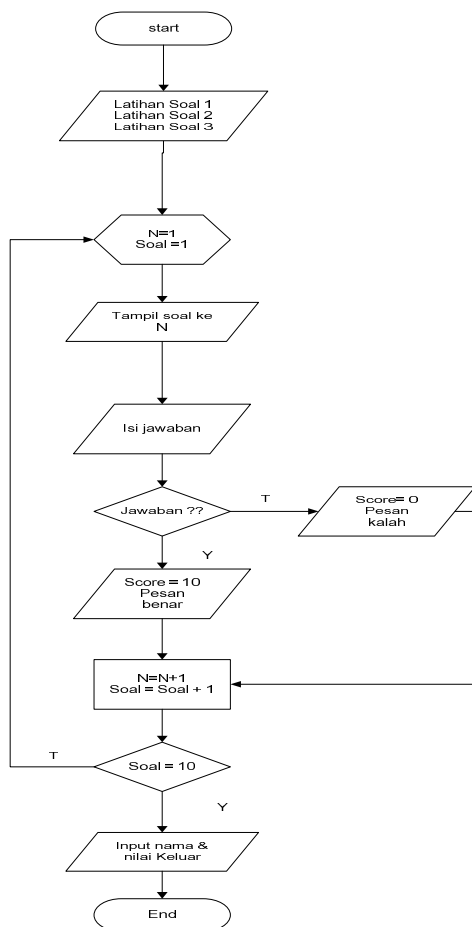 start
Latihan Soal 1
Latihan Soal 2
Latihan Soal 3
N=1
Soal =1
Tampil soal ke
N
Isi jawaban
Jawaban ??
T
Score= 0
Pesan
kalah
Y
Score = 10
Pesan
benar
N=N+1
Soal = Soal + 1
T
Soal = 10
Y
Input nama &
nilai Keluar
End